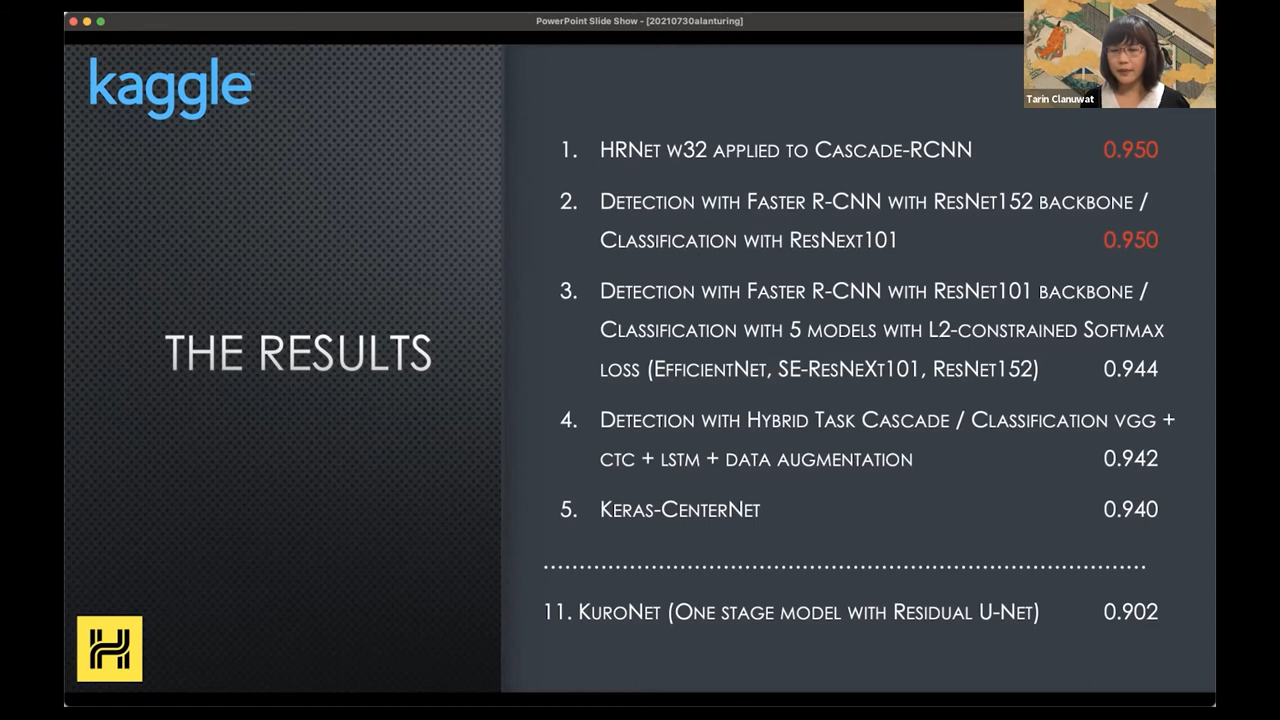 PowerPoint Slide Show - [20210730alanturing]
kaggle
Tarin Clanuwat
THE RESULTS
1. HRNet w32 applied to Cascade-RCNN 0.950
2. Detection with Faster R-CNN with ResNet152 backbone /
Classification with ResNext101 0.950
3. Detection with Faster R-CNN with ResNet101 backbone /
Classification with 5 models with L2-constrained Softmax
loss (EfficientNet, SE-ResNeXt101, ResNet152) 0.944
4. Detection with Hybrid Task Cascade / Classification vgg +
ctc + lstm + data augmentation 0.942
5. Keras-CenterNet 0.940
11. KuroNet (One stage model with Residual U-Net) 0.902